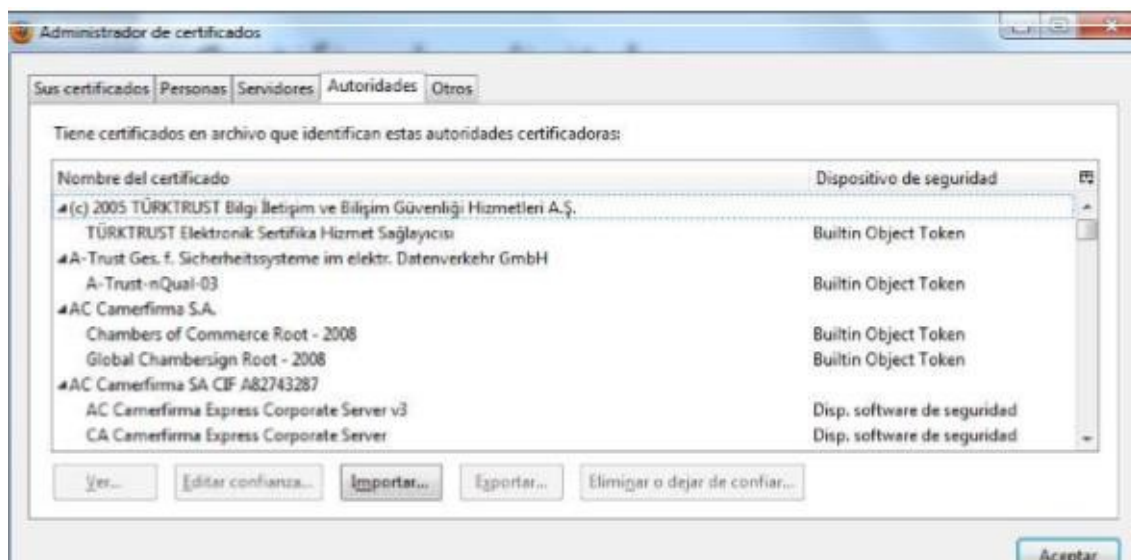 Administrador de certificados
Sus certificados Personas Servidores Autoridades Otros
Tiene certificados en archivo que identifican estas autoridades certificadoras:
Nombre del certificado Dispositivo de seguridad
(c) 2005 TÜRKTRUST Bilgi İletişim ve Bilişim Güvenliği Hizmetleri A.Ş.
TÜRKTRUST Elektronik Sertifika Hizmet Sağlayıcısı Builtin Object Token
A-Trust Ges. f. Sicherheitssysteme im elektr. Datenverkehr GmbH
A-Trust-nQual-03 Builtin Object Token
AC Camerfirma S.A.
Chambers of Commerce Root - 2008 Builtin Object Token
Global Chambersign Root - 2008 Builtin Object Token
AC Camerfirma SA CIF A82743287
AC Camerfirma Express Corporate Server v3 Disp. software de seguridad
CA Camerfirma Express Corporate Server Disp. software de seguridad
Ver... Editar confianza... Importar... Exportar... Eliminar o dejar de confiar...
Aceptar